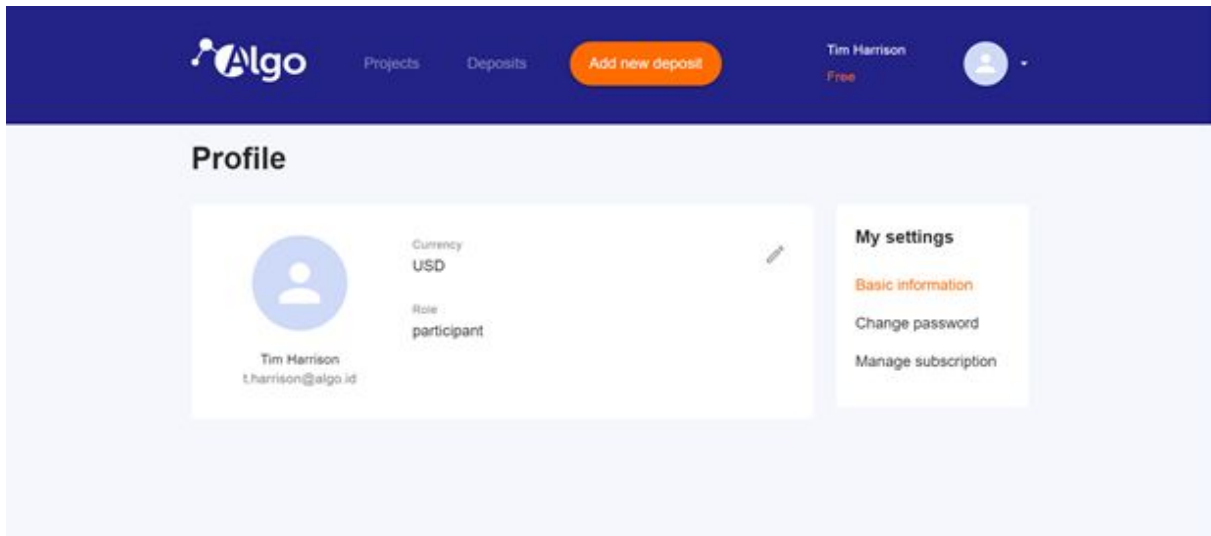 Algo
Projects
Deposits
Add new deposit
Tim Harrison
Free
Profile
Currency
USD
Role
participant
Tim Harrison
t.harrison@algo.id
My settings
Basic information
Change password
Manage subscription